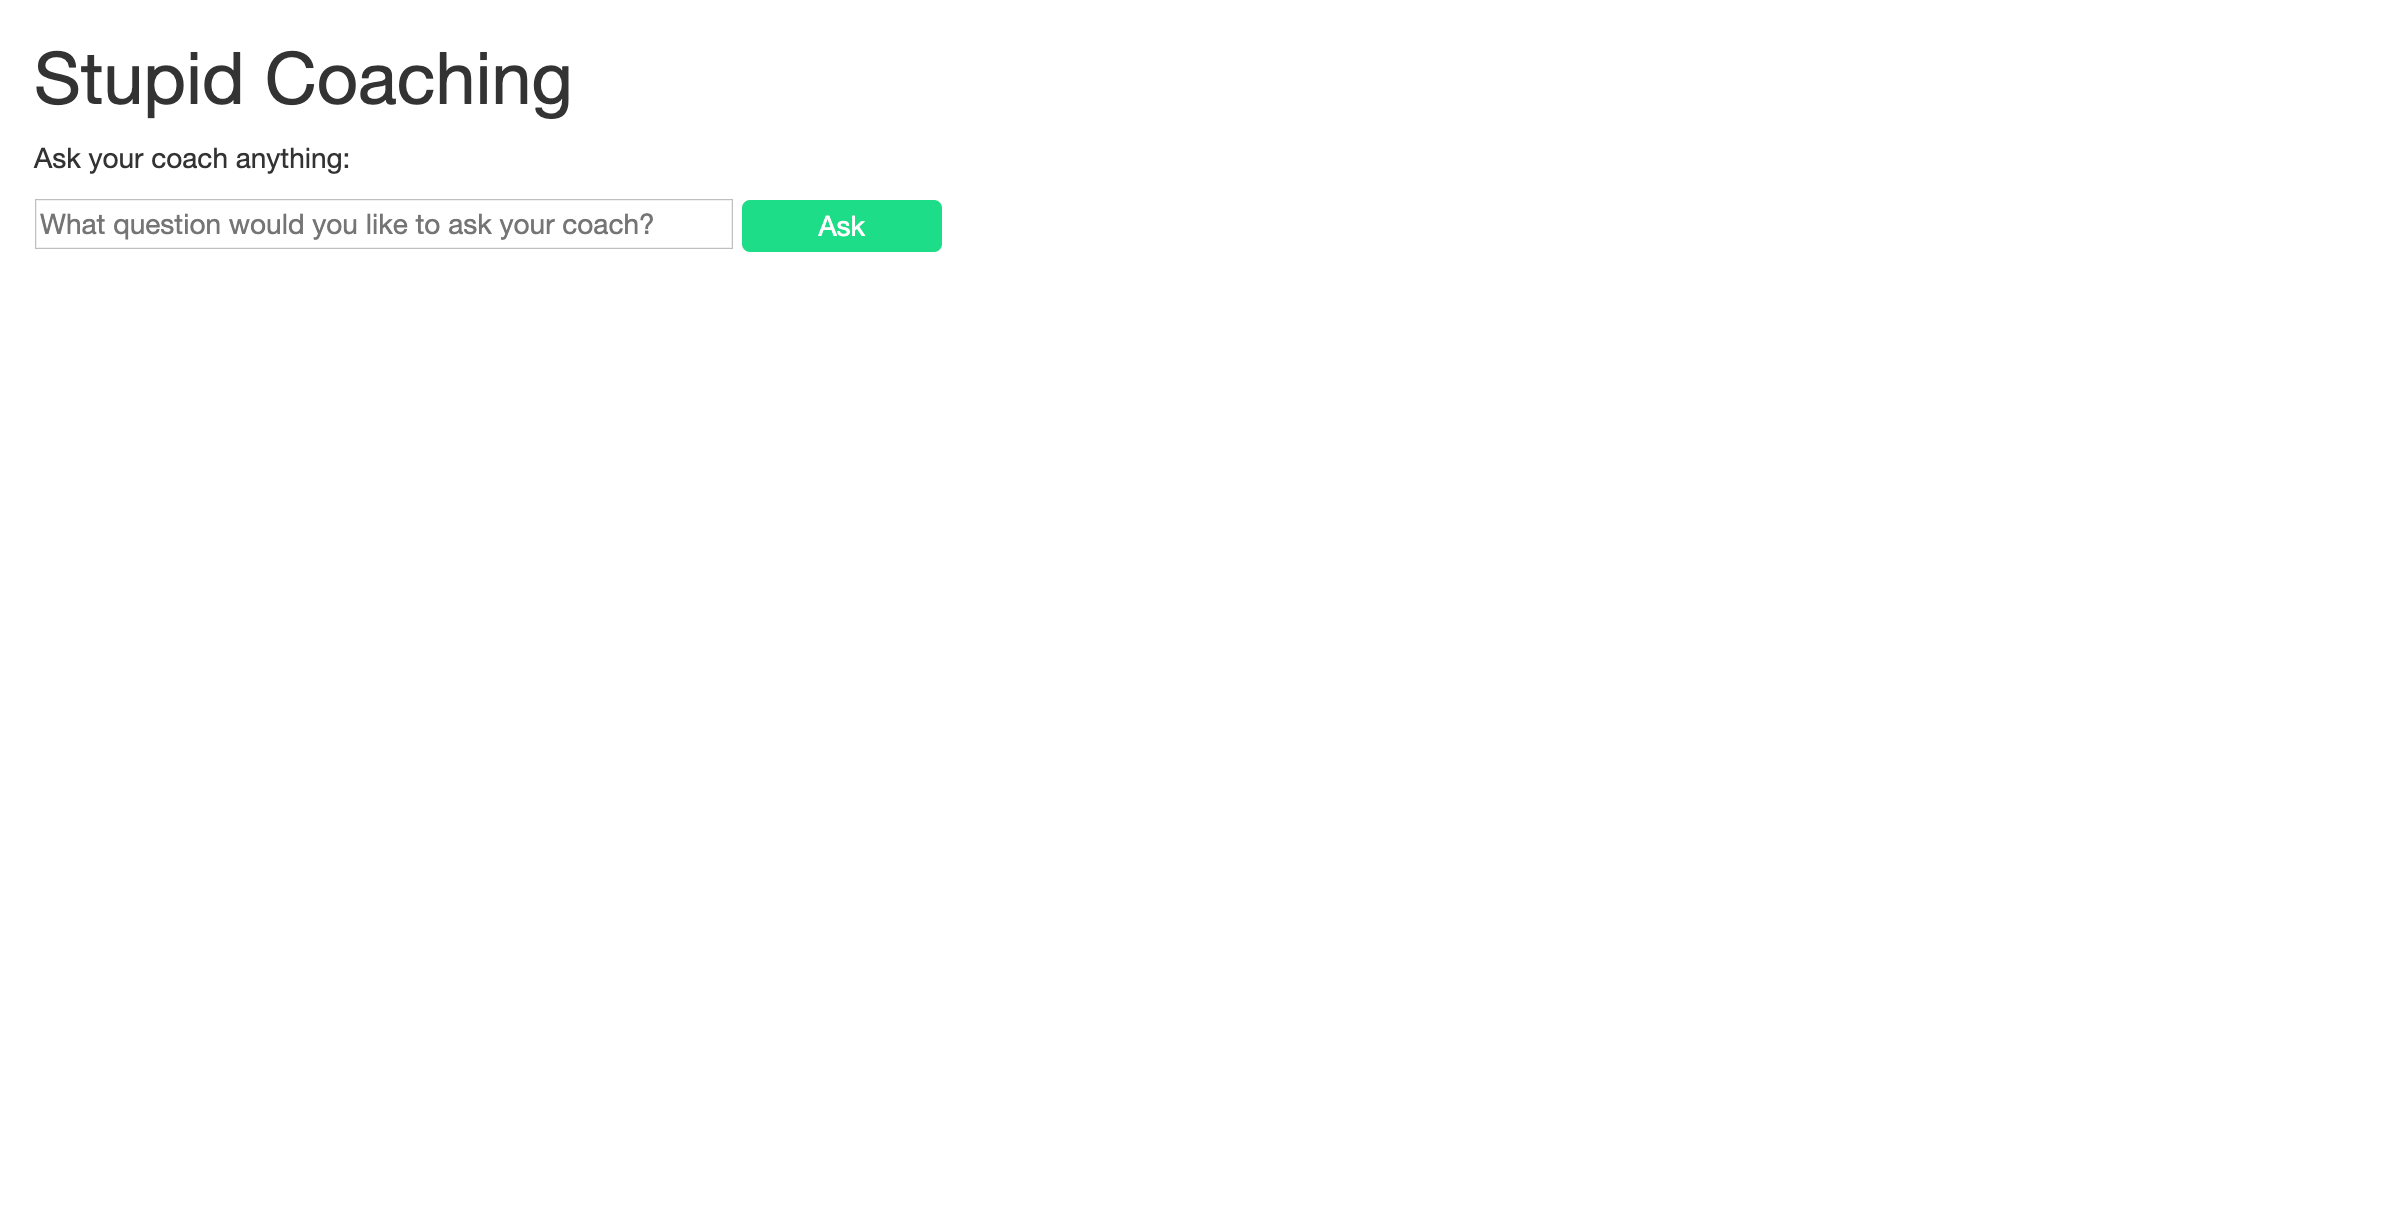 Stupid Coaching
Ask your coach anything:
What question would you like to ask your coach?
Ask